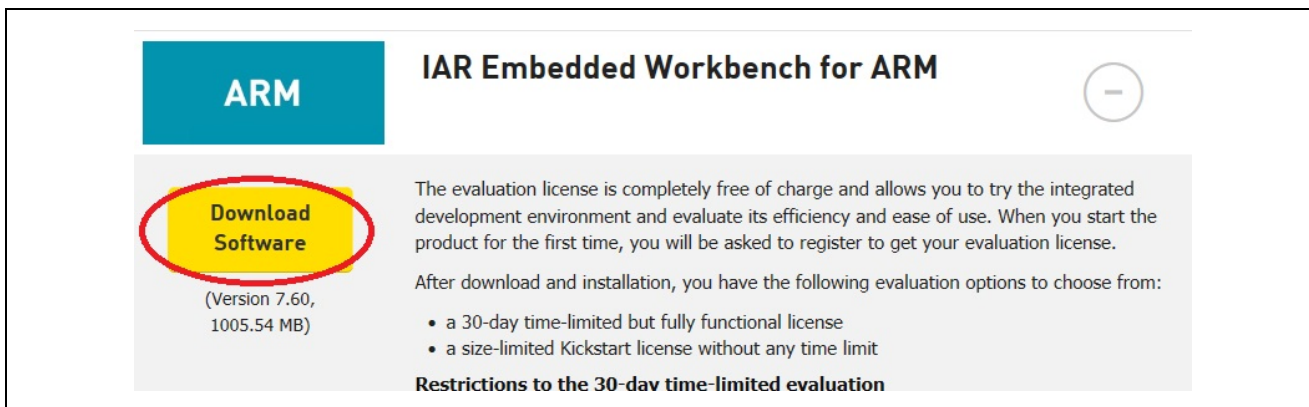 ARM
IAR Embedded Workbench for ARM
Download
Software
(Version 7.60,
1005.54 MB)
The evaluation license is completely free of charge and allows you to try the integrated
development environment and evaluate its efficiency and ease of use. When you start the
product for the first time, you will be asked to register to get your evaluation license.
After download and installation, you have the following evaluation options to choose from:
• a 30-day time-limited but fully functional license
• a size-limited Kickstart license without any time limit
Restrictions to the 30-day time-limited evaluation